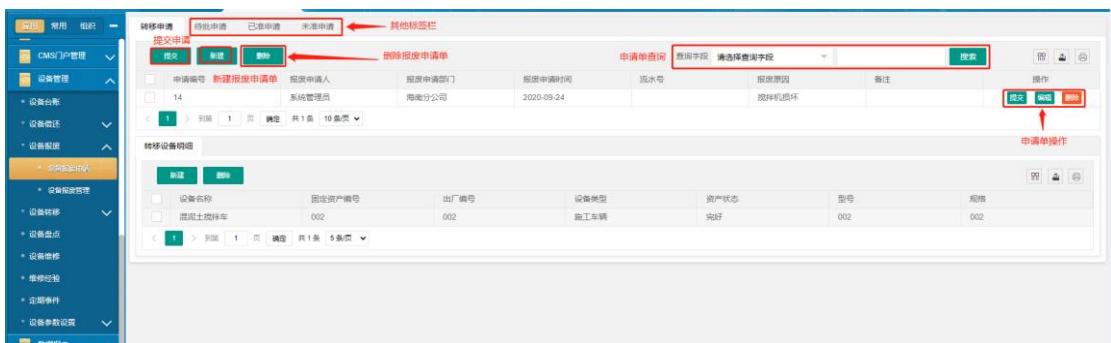 应用 常用 组织
转移申请 待批申请 已准申请 未准申请 其他标签栏
提交申请
CMS门户管理
提交 新建 删除 删除报废申请单 申请单查询 查询字段 请选择查询字段 搜索
设备管理
申请编号 新建报废申请单 报废申请人 报废申请部门 报废申请时间 流水号 报废原因 备注 操作
设备台账
14 系统管理员 海南分公司 2020-09-24 搅拌机损坏 提交 编辑 删除
设备借还
1 到第 1 页 确定 共 1 条 10 条/页
设备报废
转移设备明细 申请单操作
设备报废申请
新建 删除
设备报废管理
设备名称 固定资产编号 出厂编号 设备类型 资产状态 型号 规格
设备转移
混泥土搅拌车 002 002 施工车辆 完好 002 002
设备盘点
1 到第 1 页 确定 共 1 条 5 条/页
设备维修
维修经验
定期事件
设备参数设置